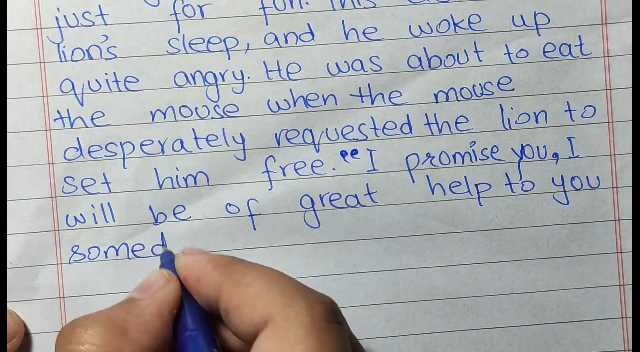 just for fun. This
lion's sleep, and he woke up
quite angry. He was about to eat
the mouse when the mouse
desperately requested the lion to
set him free. "I promise you, I
will be of great help to you
somed